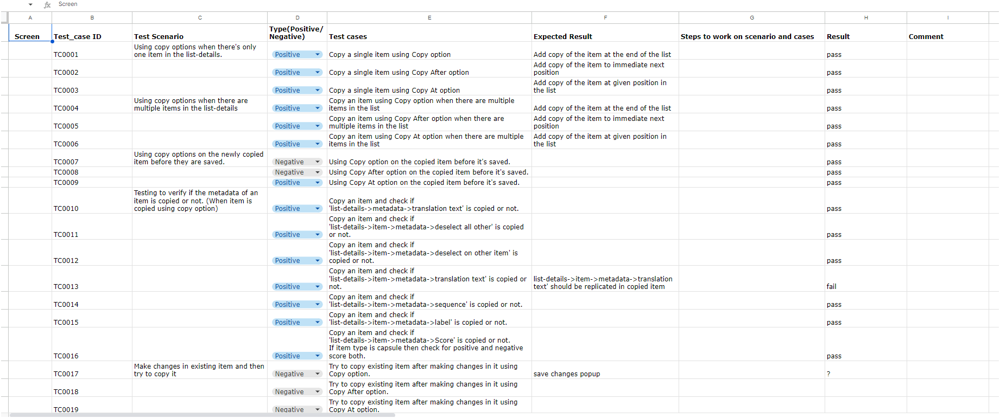 fx Screen
A B C D E F G H I
Screen Test_case ID Test Scenario Type(Positive/ Negative) Test cases Expected Result Steps to work on scenario and cases Result Comment
TC0001 Using copy options when there's only one item in the list-details. Positive Copy a single item using Copy option Add copy of the item at the end of the list pass
TC0002 Positive Copy a single item using Copy After option Add copy of the item to immediate next position pass
TC0003 Positive Copy a single item using Copy At option Add copy of the item at given position in the list pass
TC0004 Using copy options when there are multiple items in the list-details Positive Copy an item using Copy option when there are multiple items in the list Add copy of the item at the end of the list pass
TC0005 Positive Copy an item using Copy After option when there are multiple items in the list Add copy of the item to immediate next position pass
TC0006 Positive Copy an item using Copy At option when there are multiple items in the list Add copy of the item at given position in the list pass
TC0007 Using copy options on the newly copied item before they are saved. Negative Using Copy option on the copied item before it's saved. pass
TC0008 Negative Using Copy After option on the copied item before it's saved. pass
TC0009 Positive Using Copy At option on the copied item before it's saved. pass
TC0010 Testing to verify if the metadata of an item is copied or not. (When item is copied using copy option) Positive Copy an item and check if 'list-details->metadata->translation text' is copied or not. pass
TC0011 Positive Copy an item and check if 'list-details->item->metadata->deselect all other' is copied or not. pass
TC0012 Positive Copy an item and check if 'list-details->item->metadata->deselect on other item' is copied or not. pass
TC0013 Positive Copy an item and check if 'list-details->item->metadata->translation text' is copied or not. list-details->item->metadata->translation text' should be replicated in copied item fail
TC0014 Positive Copy an item and check if 'list-details->item->metadata->sequence' is copied or not. pass
TC0015 Positive Copy an item and check if 'list-details->item->metadata->label' is copied or not. pass
TC0016 Positive Copy an item and check if 'list-details->item->metadata->Score' is copied or not. If item type is capsule then check for positive and negative score both. pass
TC0017 Make changes in existing item and then try to copy it Negative Try to copy existing item after making changes in it using Copy option. save changes popup ?
TC0018 Negative Try to copy existing item after making changes in it using Copy After option.
TC0019 Negative Try to copy existing item after making changes in it using Copy At option.